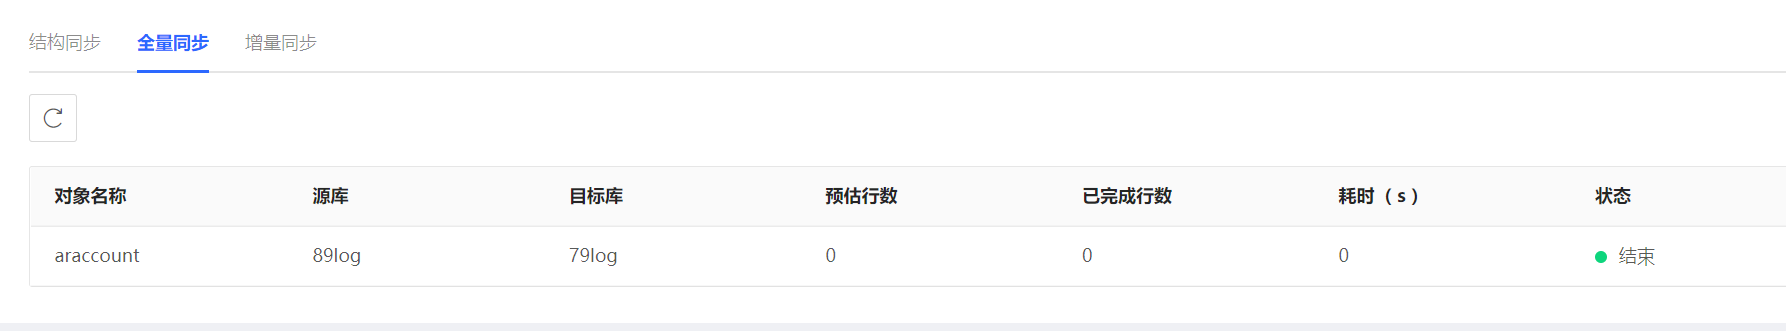 结构同步 全量同步 增量同步
对象名称 源库 目标库 预估行数 已完成行数 耗时（s） 状态
araccount 89log 79log 0 0 0 结束